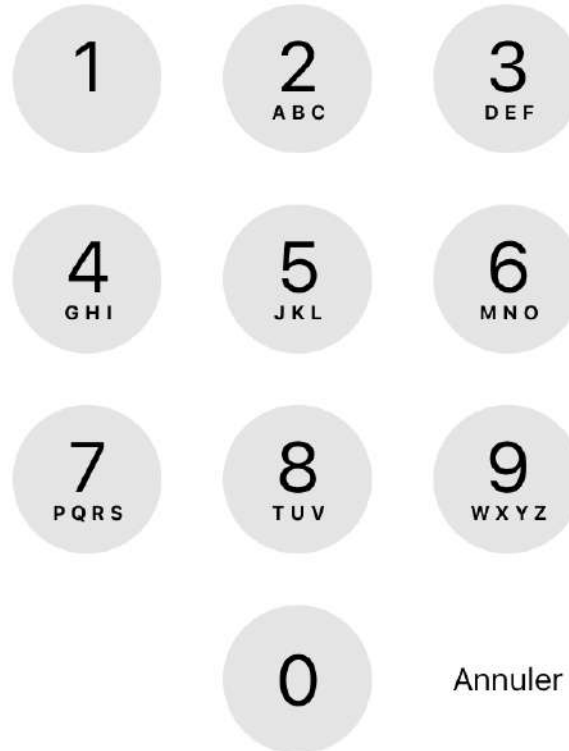 1 2 3
ABC DEF
4 5 6
GHI JKL MNO
7 8 9
PQRS TUV WXYZ
0 Annuler